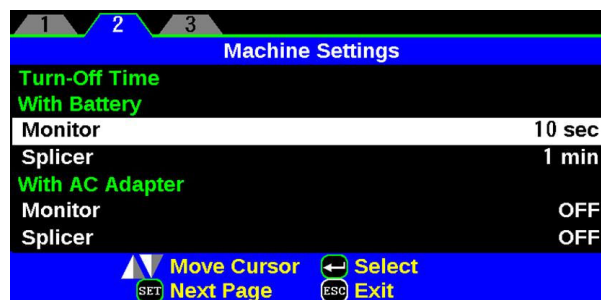 1 2 3
Machine Settings
Turn-Off Time
With Battery
Monitor 10 sec
Splicer 1 min
With AC Adapter
Monitor OFF
Splicer OFF
Move Cursor Select
SET Next Page ESC Exit